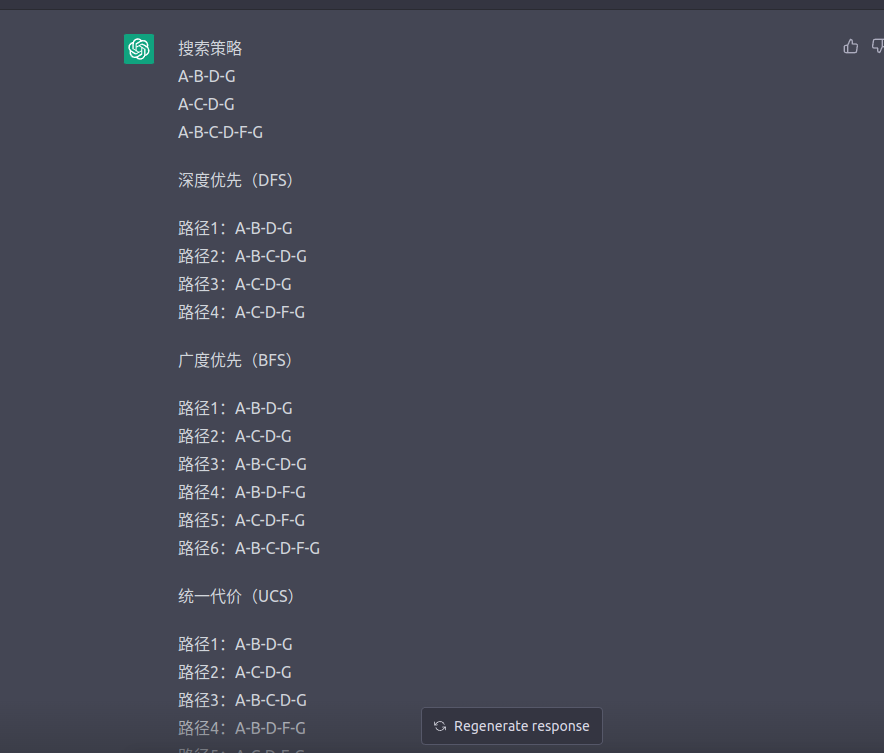 搜索策略
A-B-D-G
A-C-D-G
A-B-C-D-F-G
深度优先（DFS）
路径1：A-B-D-G
路径2：A-B-C-D-G
路径3：A-C-D-G
路径4：A-C-D-F-G
广度优先（BFS）
路径1：A-B-D-G
路径2：A-C-D-G
路径3：A-B-C-D-G
路径4：A-B-D-F-G
路径5：A-C-D-F-G
路径6：A-B-C-D-F-G
统一代价（UCS）
路径1：A-B-D-G
路径2：A-C-D-G
路径3：A-B-C-D-G
路径4：A-B-D-F-G
Regenerate response